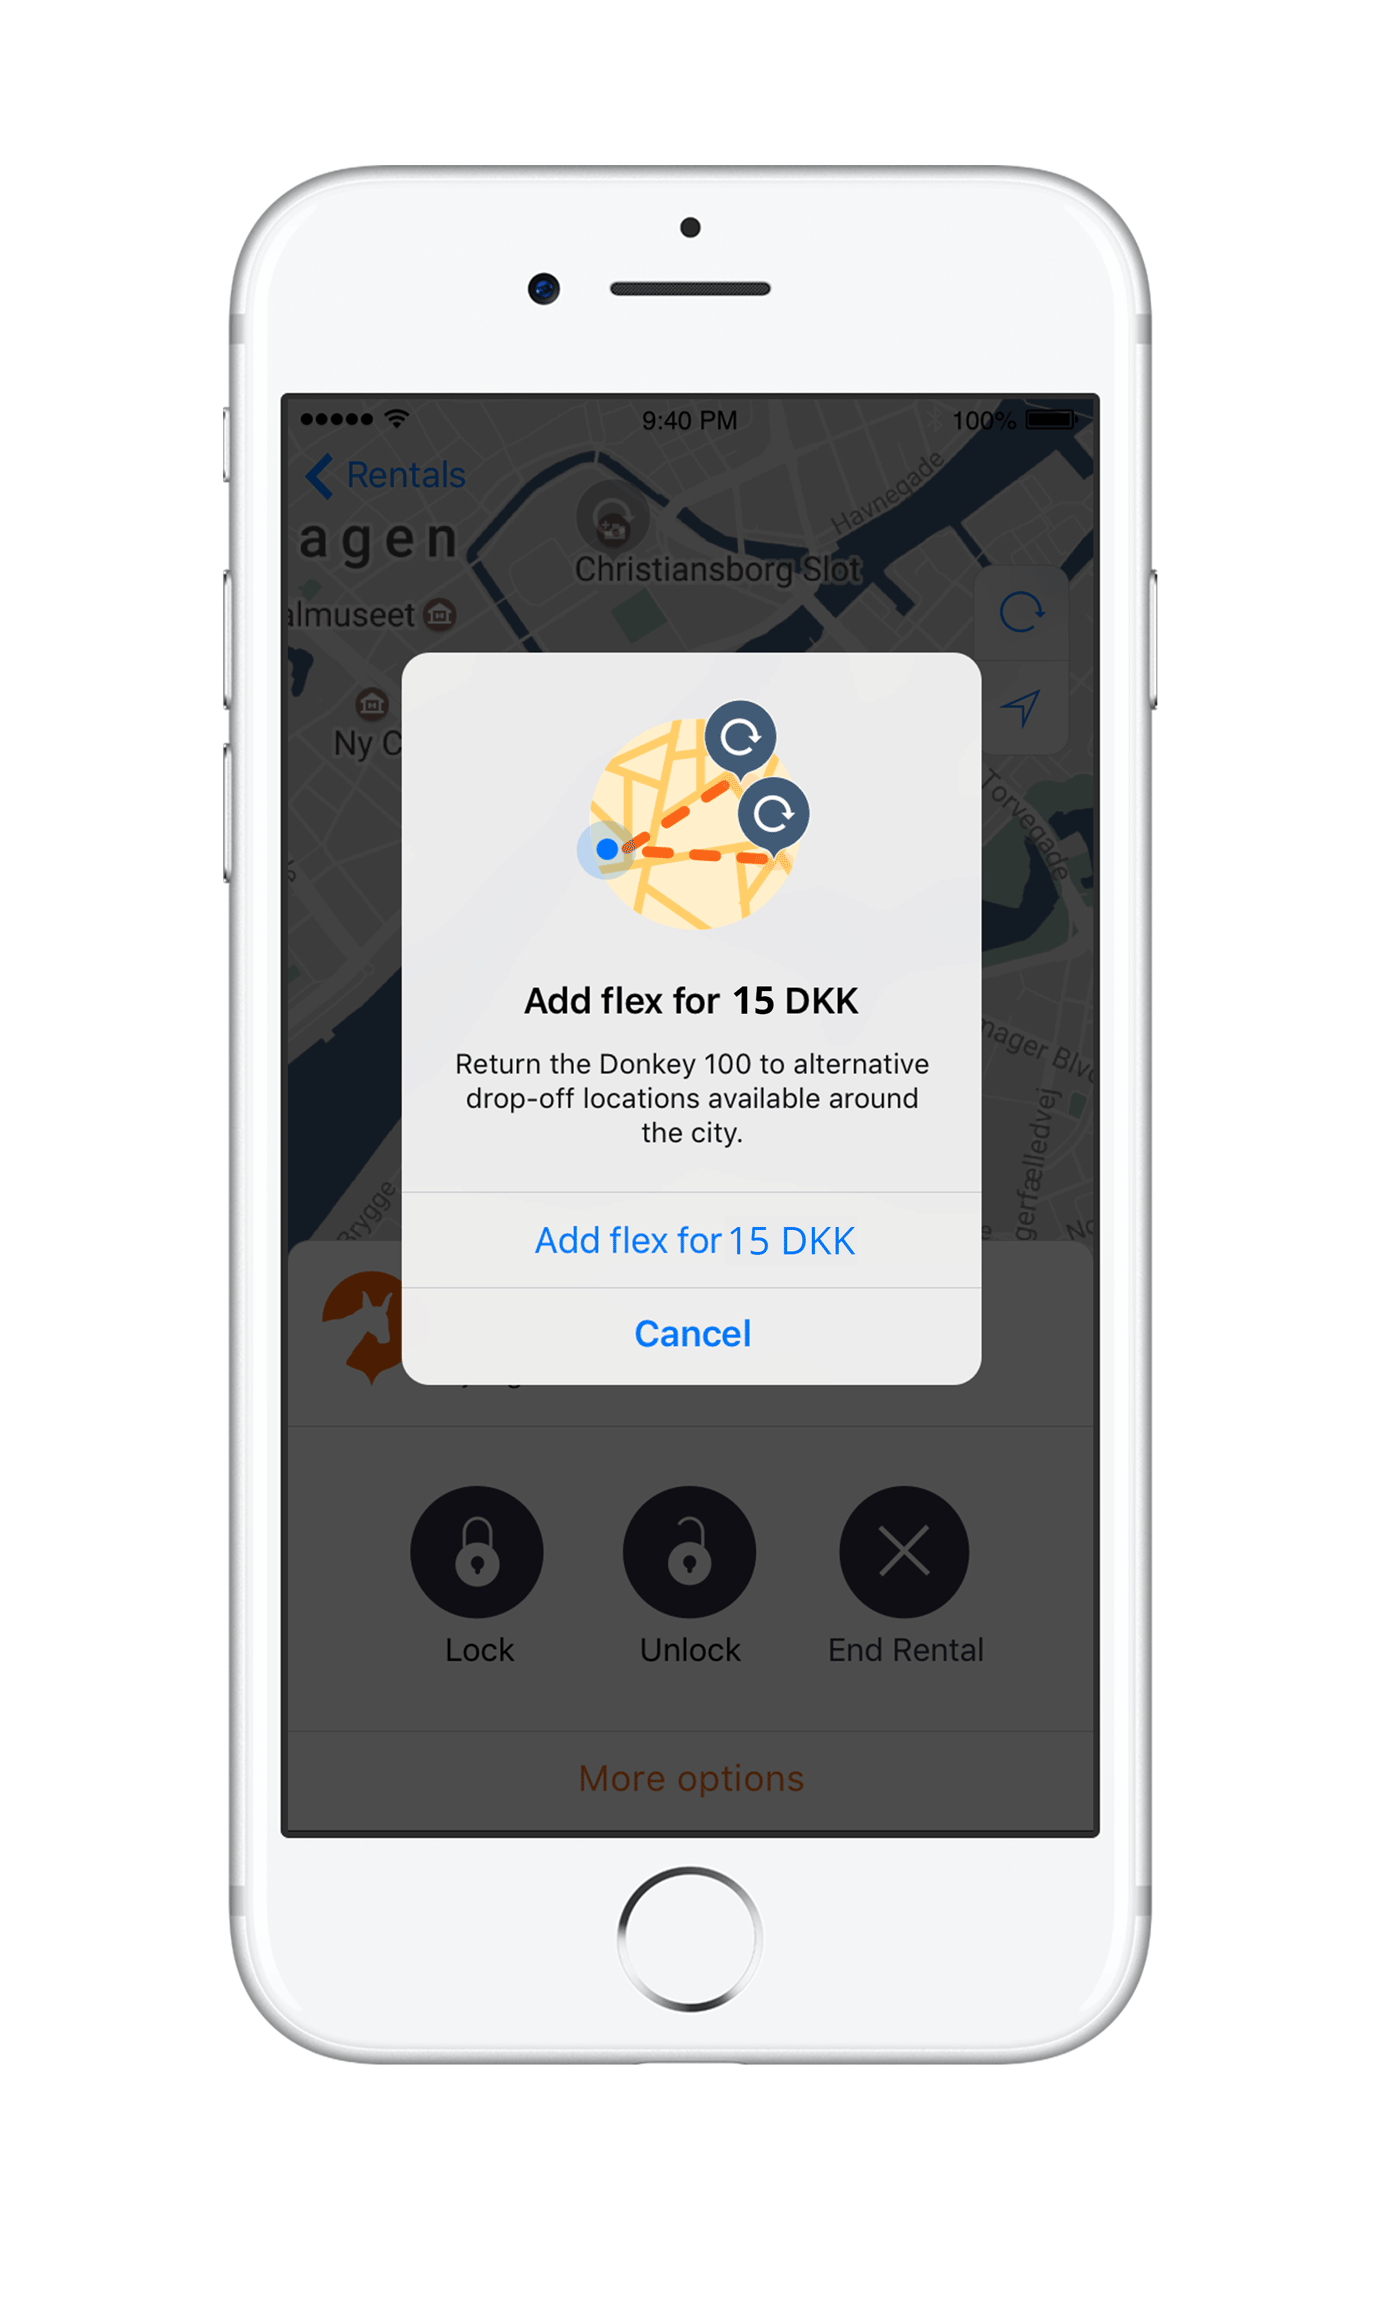 9:40 PM
100%
Rentals
agen
Havnegade
Christiansborg Slot
almuseet
Ny C
Torvegade
Add flex for 15 DKK
Return the Donkey 100 to alternative
drop-off locations available around
the city.
mager Blv
gerfælledvej
Brygge
Add flex for 15 DKK
Cancel
Lock
Unlock
End Rental
More options